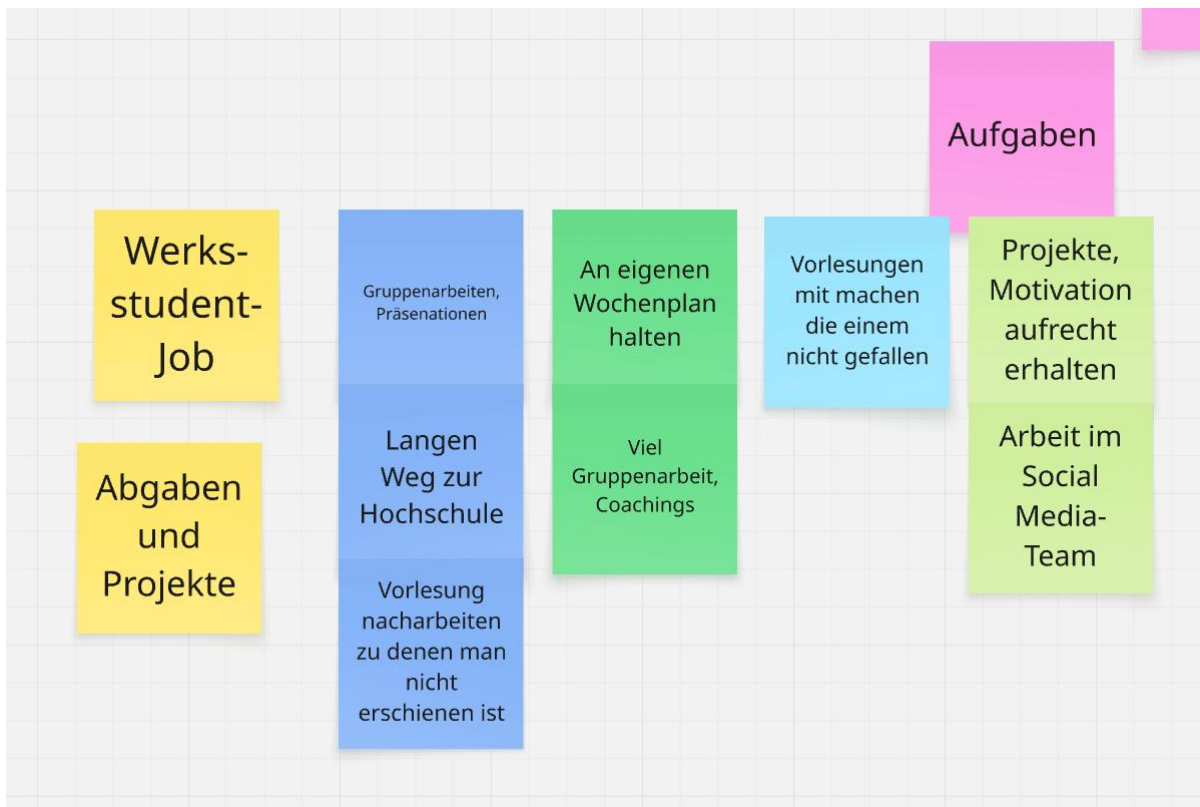 Aufgaben
Werks-
student-
Job
Abgaben
und
Projekte
Gruppenarbeiten,
Präsenationen
Langen
Weg zur
Hochschule
Vorlesung
nacharbeiten
zu denen man
nicht
erschienen ist
An eigenen
Wochenplan
halten
Viel
Gruppenarbeit,
Coachings
Vorlesungen
mit machen
die einem
nicht gefallen
Projekte,
Motivation
aufrecht
erhalten
Arbeit im
Social
Media-
Team